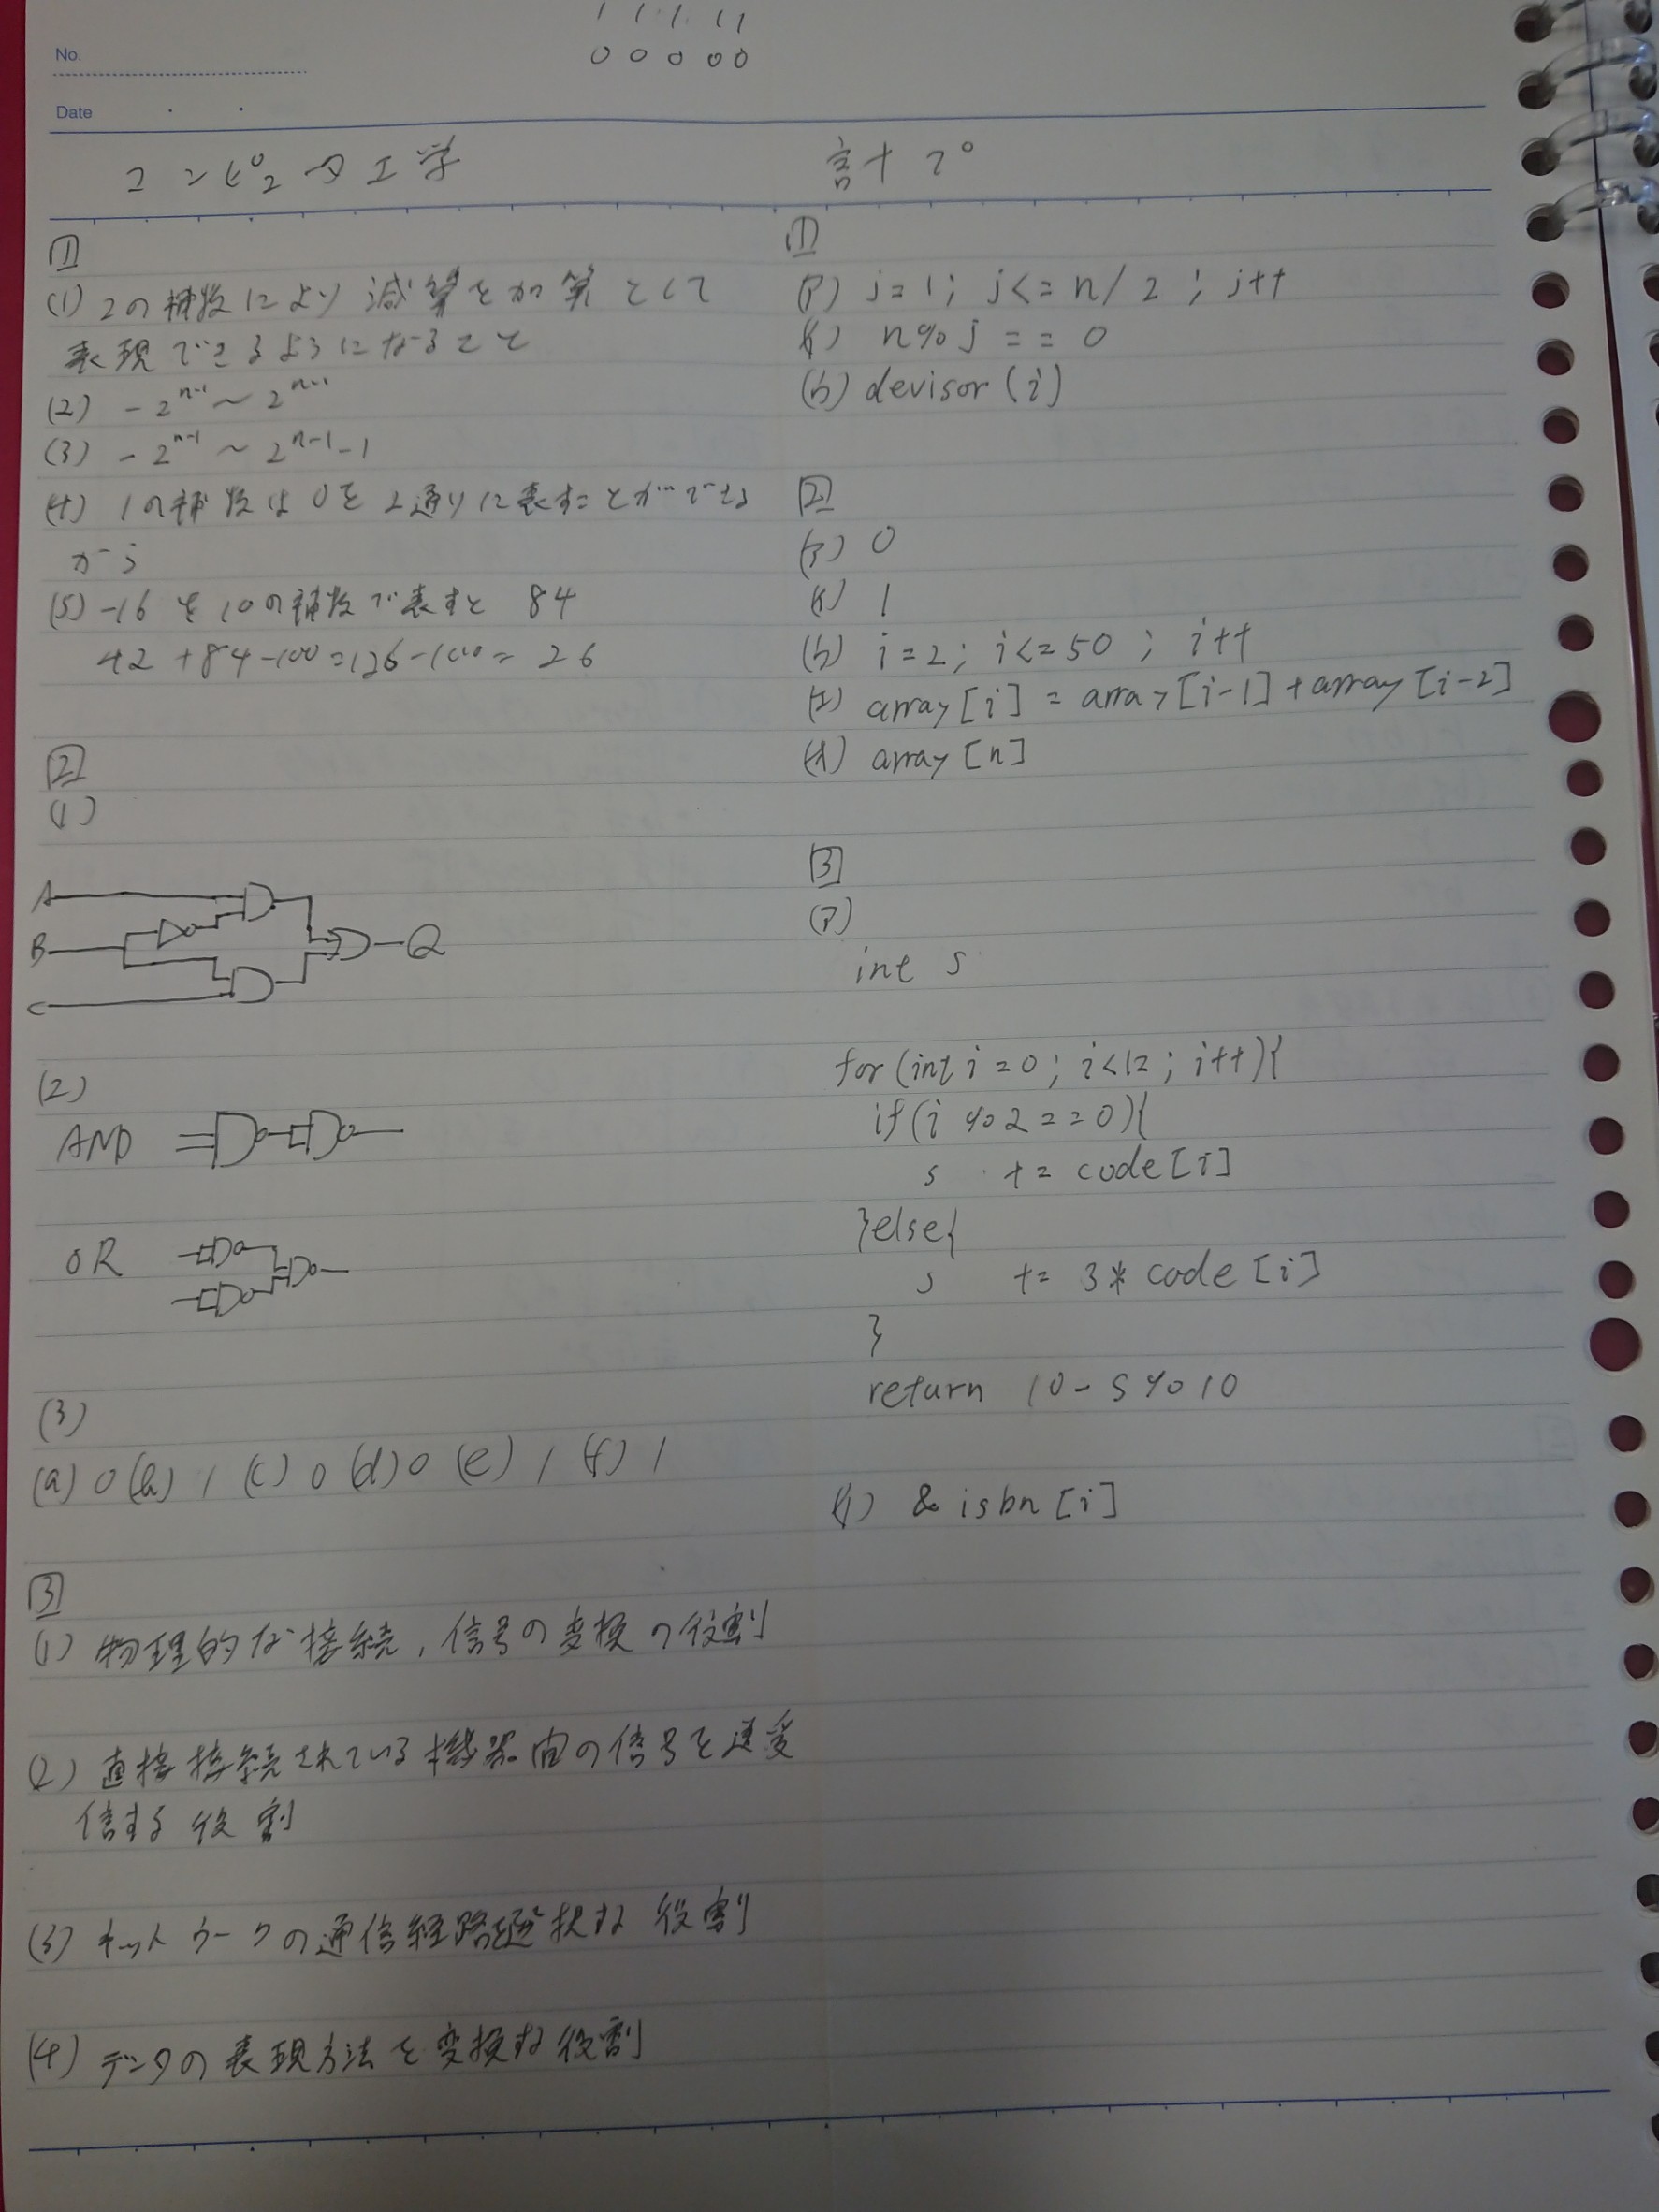 1 1 1 1 1
0 0 0 0 0
No.
Date
コンピュータ工学
[1]
(1) 2の補数により減算を加算として
表現できるようになること
(2) -2^n-1 ~ 2^n-1
(3) -2^n-1 ~ 2^n-1 -1
(4) 1の補数は0を2通りに表すことができる
から
(5) -16を10の補数で表すと 84
42 + 84 - 100 = 126 - 100 = 26
[2]
(1)
A
B
C
Q
(2)
AND
OR
(3)
(a) 0 (b) 1 (c) 0 (d) 0 (e) 1 (f) 1
[3]
(1) 物理的な接続,信号の変換の役割
(2) 直接接続されている機器間の信号を送受
信する役割
(3) ネットワークの通信経路を選択する役割
(4) データの表現方法を変換する役割
計プ
[1]
(ア) j=1; j<=n/2; j++
(イ) n%j == 0
(ウ) devisor(i)
[2]
(ア) 0
(イ) 1
(ウ) i=2; i<=50; i++
(エ) array[i] = array[i-1] + array[i-2]
(オ) array[n]
[3]
(ア)
int s
for(int i=0; i<12; i++){
if(i%2==0){
s += code[i]
}else{
s += 3*code[i]
}
return 10-s%10
(イ) &isbn[i]